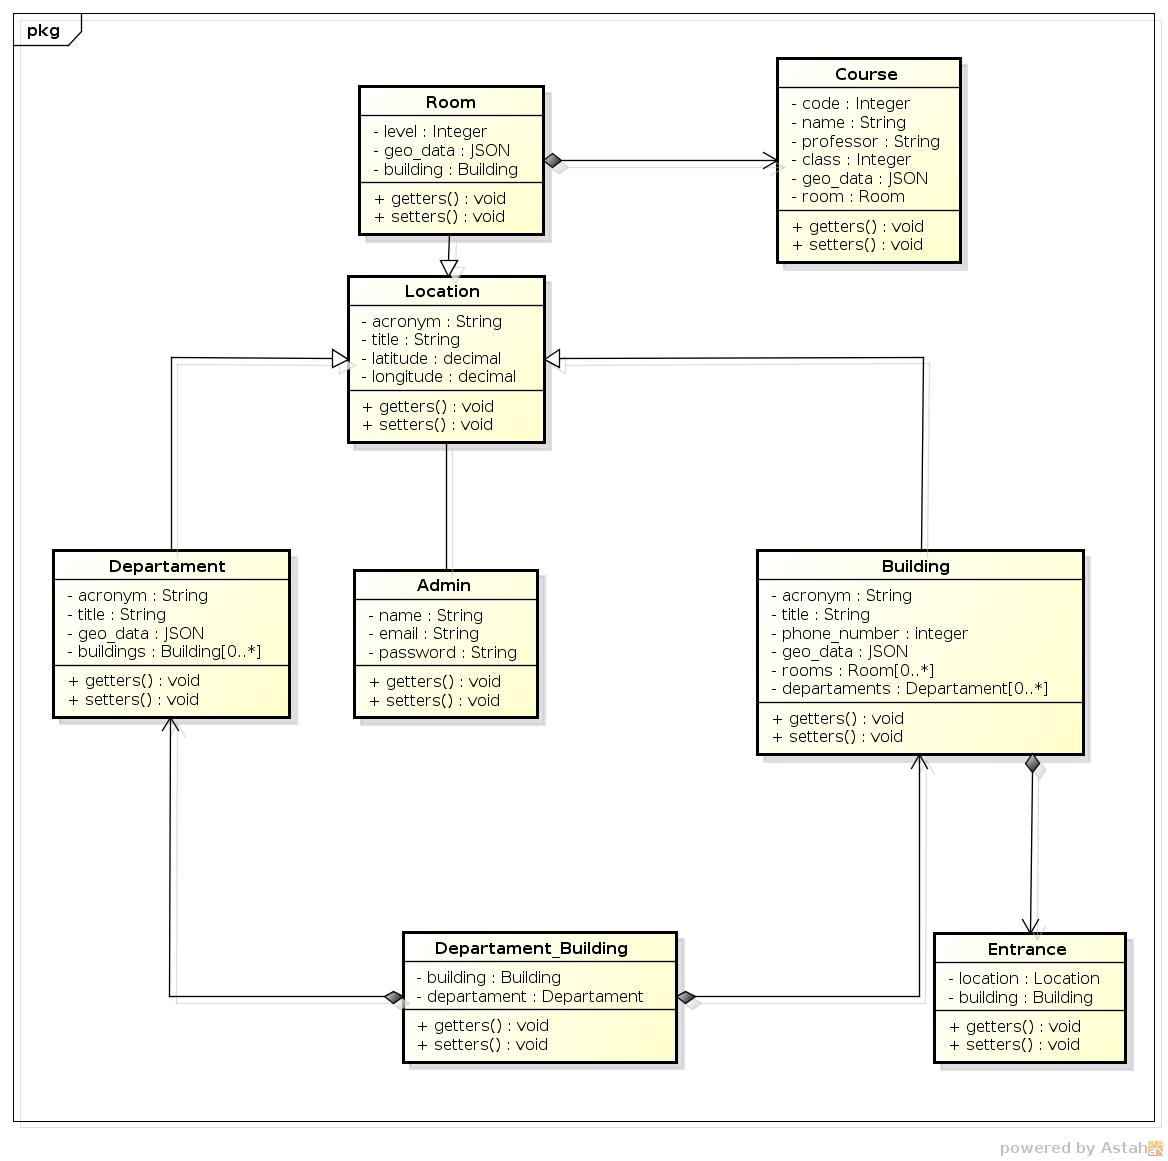 pkg
Room
- level : Integer
- geo_data : JSON
- building : Building
+ getters() : void
+ setters() : void
Course
- code : Integer
- name : String
- professor : String
- class : Integer
- geo_data : JSON
- room : Room
+ getters() : void
+ setters() : void
Location
- acronym : String
- title : String
- latitude : decimal
- longitude : decimal
+ getters() : void
+ setters() : void
Departament
- acronym : String
- title : String
- geo_data : JSON
- buildings : Building[0..*]
+ getters() : void
+ setters() : void
Admin
- name : String
- email : String
- password : String
+ getters() : void
+ setters() : void
Building
- acronym : String
- title : String
- phone_number : integer
- geo_data : JSON
- rooms : Room[0..*]
- departaments : Departament[0..*]
+ getters() : void
+ setters() : void
Departament_Building
- building : Building
- departament : Departament
+ getters() : void
+ setters() : void
Entrance
- location : Location
- building : Building
+ getters() : void
+ setters() : void
powered by Astah